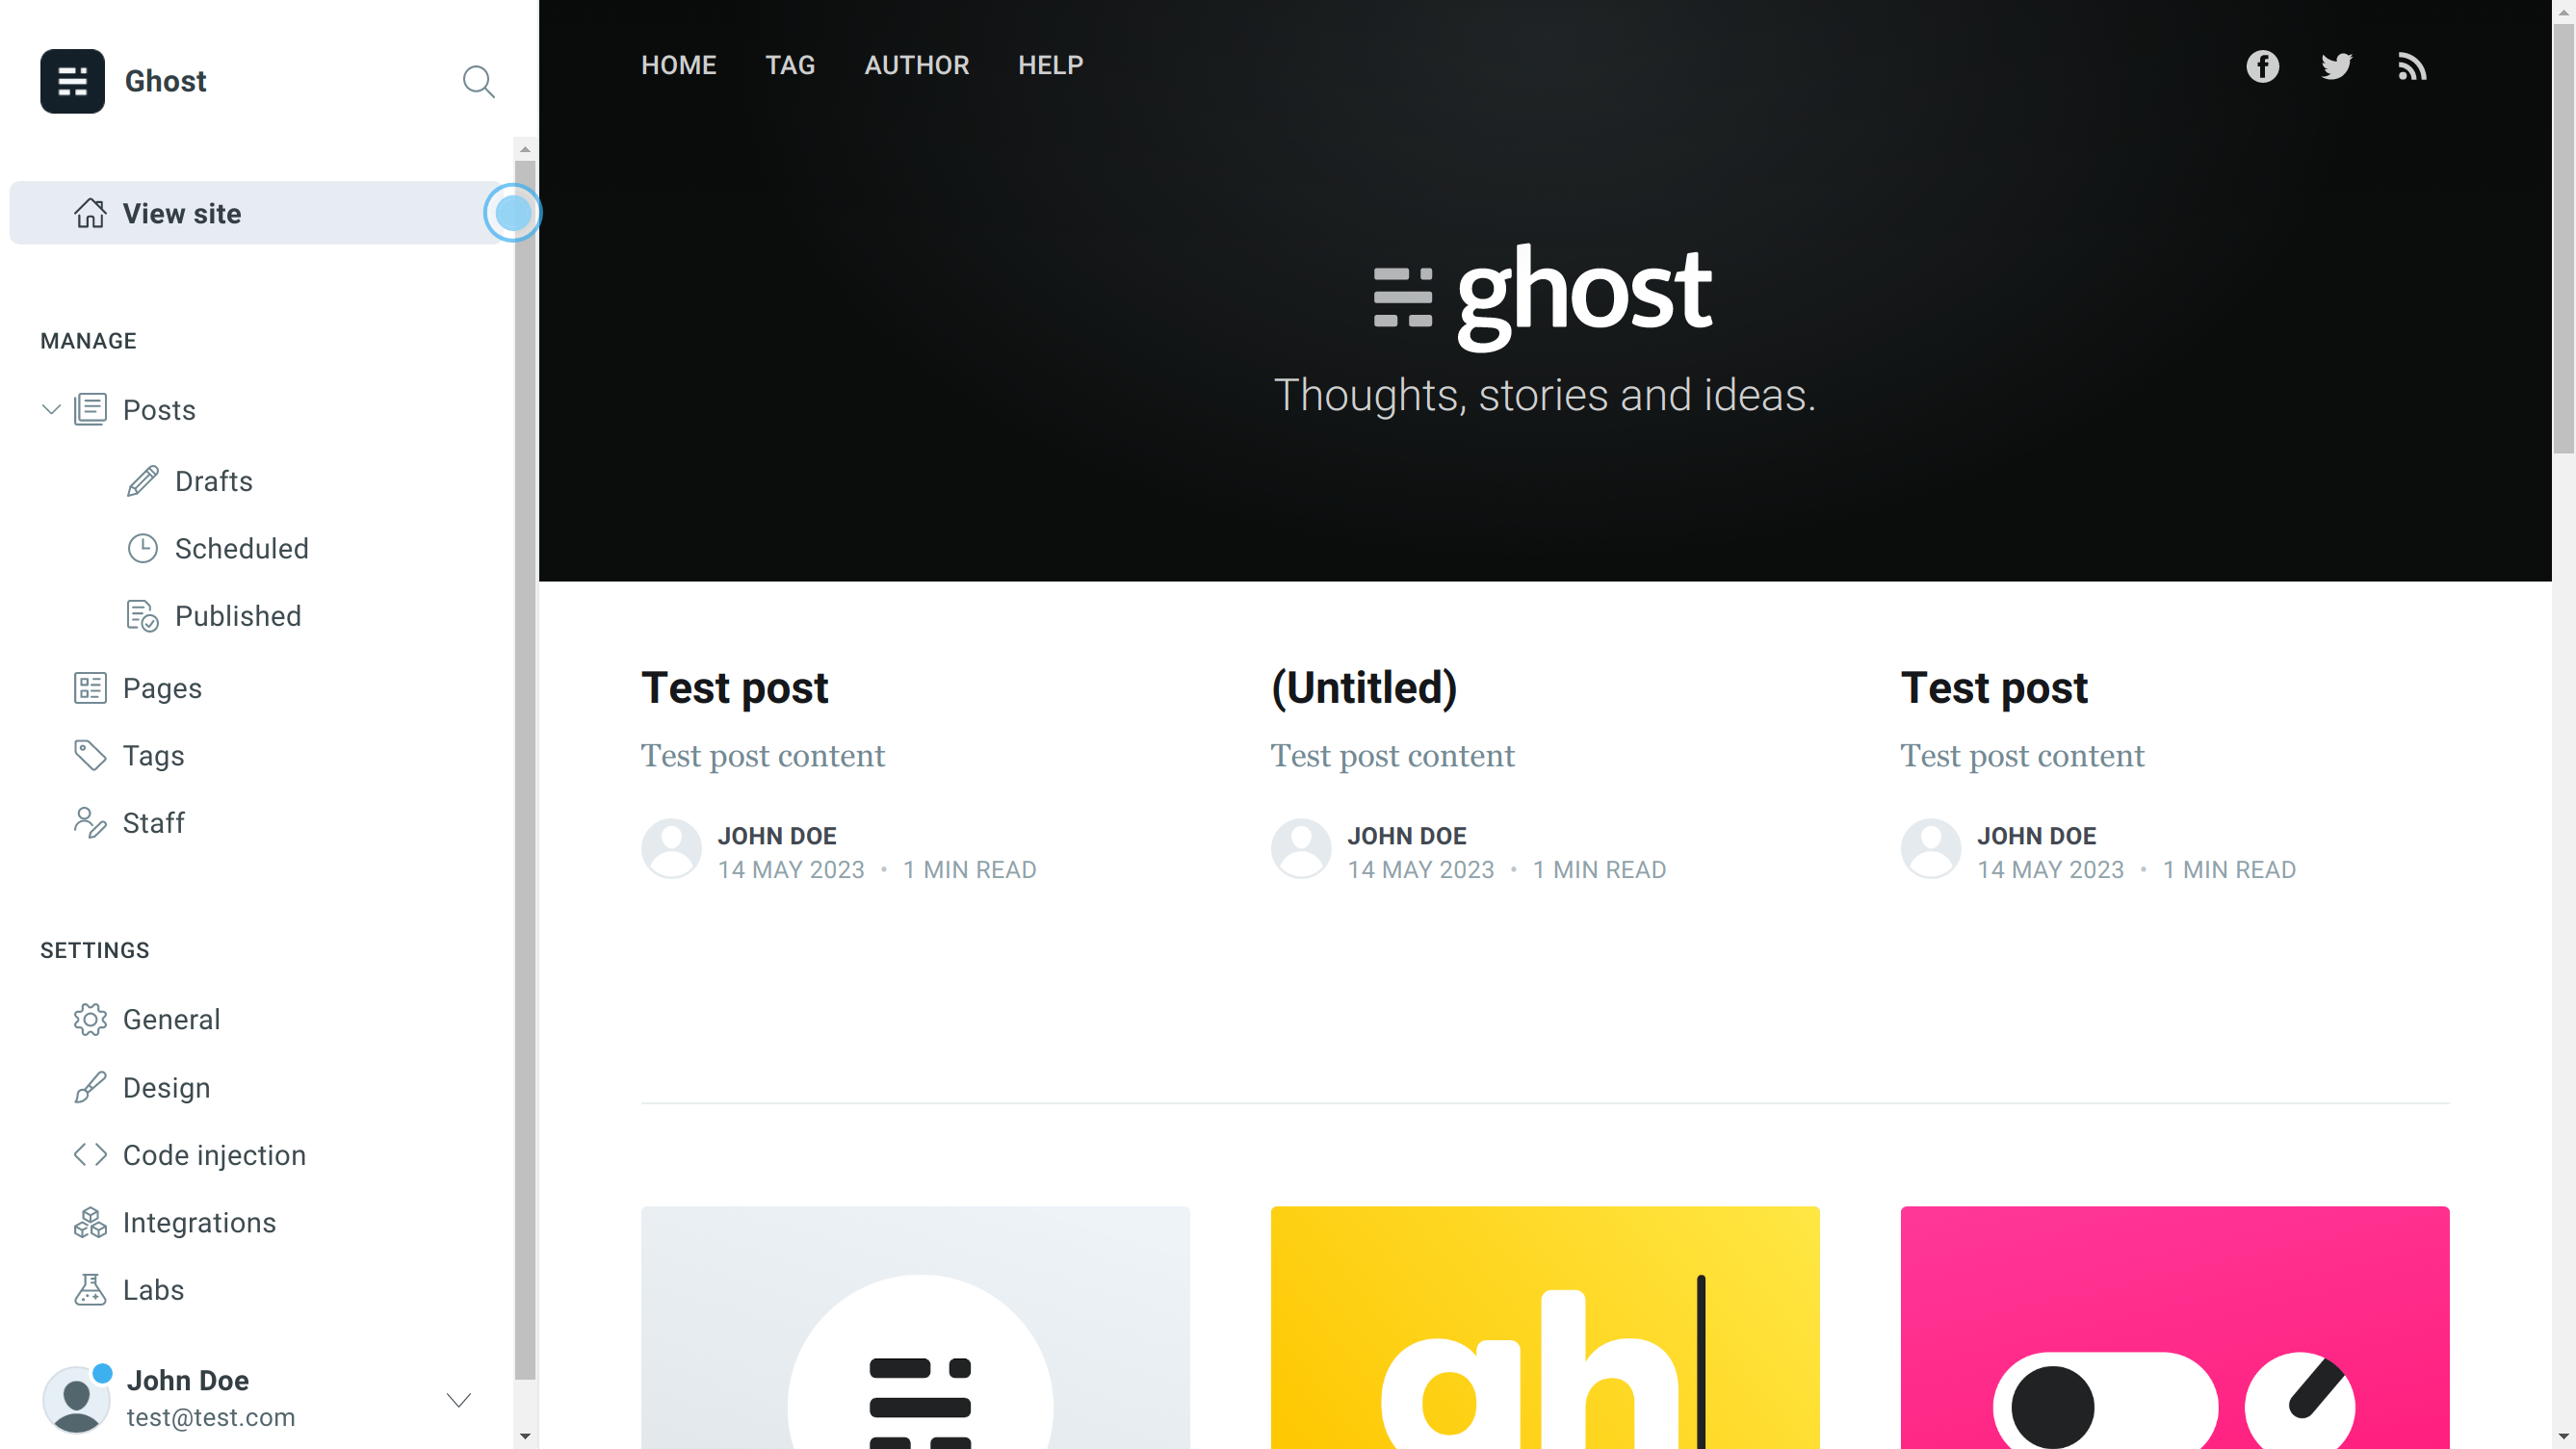 Ghost
View site
MANAGE
Posts
Drafts
Scheduled
Published
Pages
Tags
Staff
SETTINGS
General
Design
Code injection
Integrations
Labs
John Doe
test@test.com
HOME TAG AUTHOR HELP
ghost
Thoughts, stories and ideas.
Test post
Test post content
JOHN DOE
14 MAY 2023 • 1 MIN READ
(Untitled)
Test post content
JOHN DOE
14 MAY 2023 • 1 MIN READ
Test post
Test post content
JOHN DOE
14 MAY 2023 • 1 MIN READ
gh